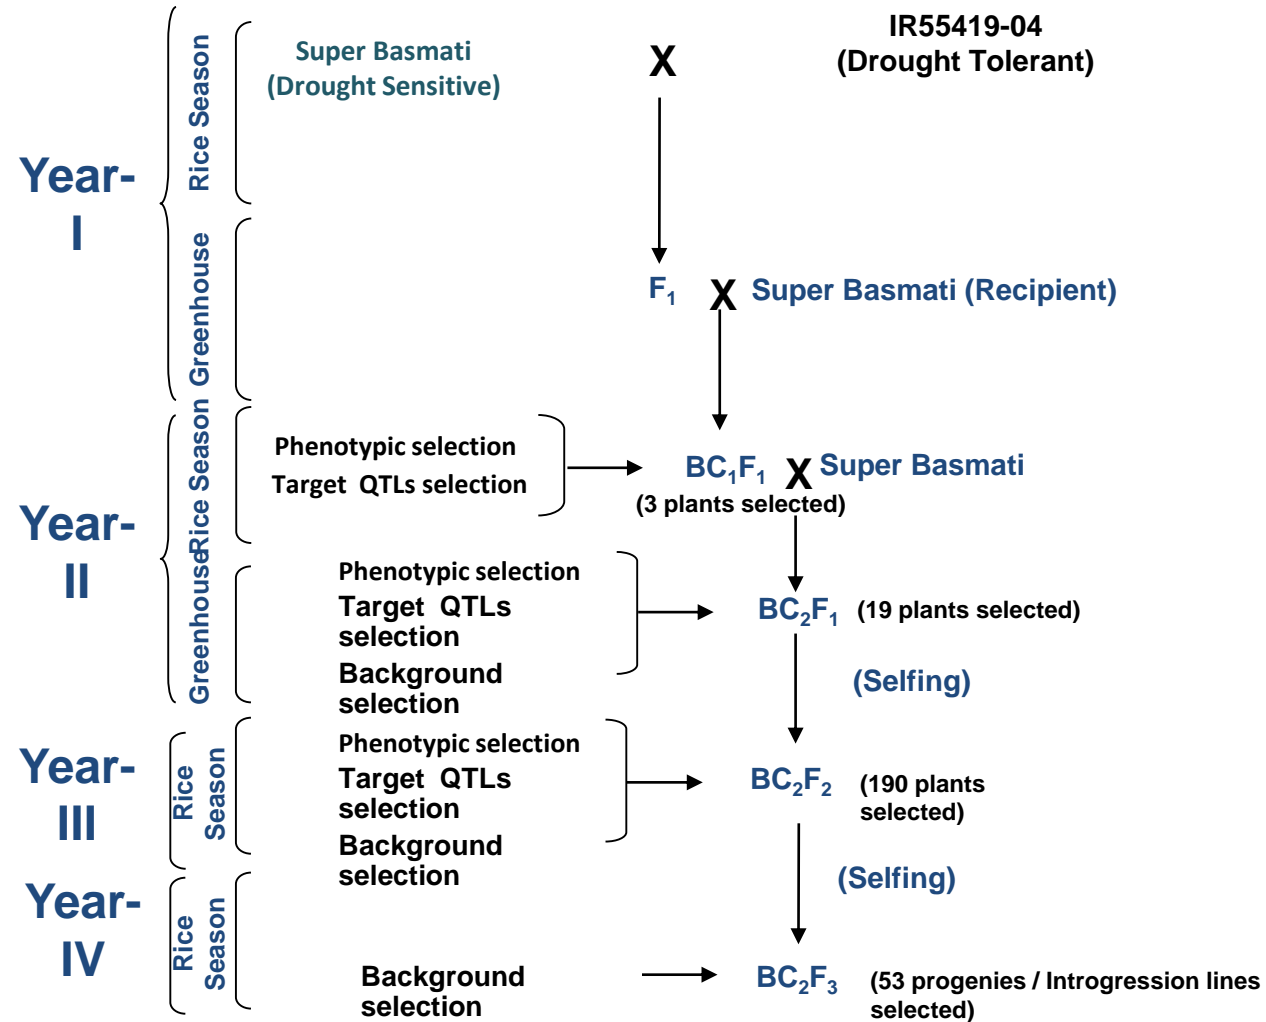 Year-
I
Rice Season
Super Basmati
(Drought Sensitive)
X
IR55419-04
(Drought Tolerant)
Greenhouse
F₁
X
Super Basmati (Recipient)
Year-
II
Rice Season
Phenotypic selection
Target QTLs selection
BC₁F₁
X
Super Basmati
(3 plants selected)
Greenhouse
Phenotypic selection
Target QTLs
selection
Background
selection
BC₂F₁
(19 plants selected)
(Selfing)
Year-
III
Rice
Season
Phenotypic selection
Target QTLs
selection
Background
selection
BC₂F₂
(190 plants
selected)
(Selfing)
Year-
IV
Rice
Season
Background
selection
BC₂F₃
(53 progenies / Introgression lines
selected)